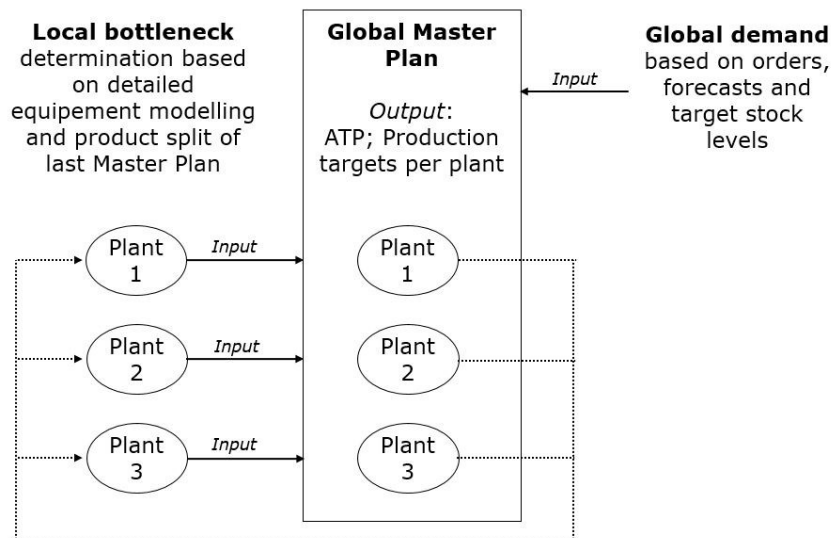 Local bottleneck
determination based
on detailed
equipement modelling
and product split of
last Master Plan
Global Master
Plan
Output:
ATP; Production
targets per plant
Global demand
based on orders,
forecasts and
target stock
levels
Input
Plant
1
Input
Plant
1
Plant
2
Input
Plant
2
Plant
3
Input
Plant
3